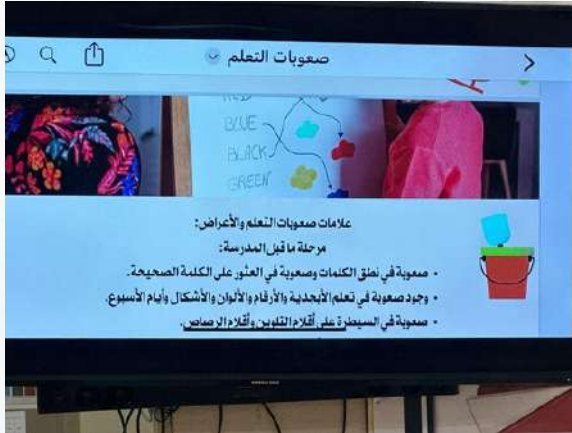 صعوبات التعلم
RED
BLUE
BLACK
GREEN
علامات صعوبات التعلم والأعراض:
مرحلة ما قبل المدرسة:
• صعوبة في نطق الكلمات وصعوبة في العثور على الكلمة الصحيحة.
• وجود صعوبة في تعلم الأبجدية والأرقام والألوان والأشكال وأيام الأسبوع.
• صعوبة في السيطرة على أقلام التلوين وأقلام الرصاص.